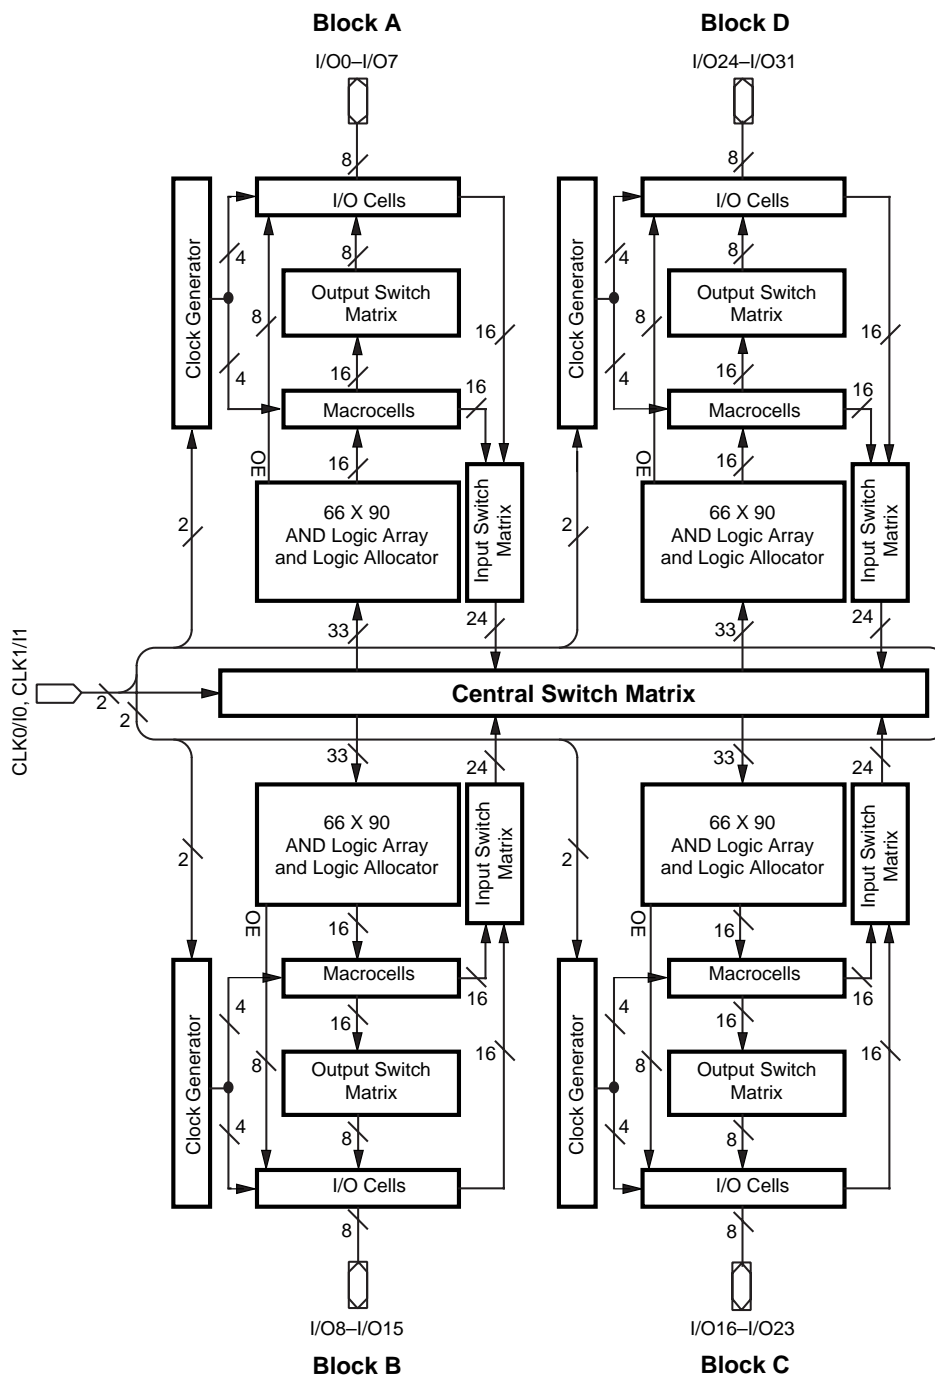 Block A
Block D
I/O0–I/O7
I/O24–I/O31
8
8
I/O Cells
I/O Cells
Clock Generator
Clock Generator
4
8
4
8
Output Switch
Matrix
Output Switch
Matrix
8
16
8
16
4
16
16
4
16
16
Macrocells
Macrocells
OE
16
OE
16
66 X 90
AND Logic Array
and Logic Allocator
66 X 90
AND Logic Array
and Logic Allocator
Input Switch
Matrix
Input Switch
Matrix
2
2
33
24
33
24
CLK0/I0, CLK1/I1
2
2
Central Switch Matrix
33
24
33
24
66 X 90
AND Logic Array
and Logic Allocator
66 X 90
AND Logic Array
and Logic Allocator
Input Switch
Matrix
Input Switch
Matrix
2
2
OE
16
OE
16
Macrocells
Macrocells
16
16
4
16
4
16
Clock Generator
Clock Generator
8
16
8
16
Output Switch
Matrix
Output Switch
Matrix
4
8
4
8
I/O Cells
I/O Cells
8
8
I/O8–I/O15
I/O16–I/O23
Block B
Block C